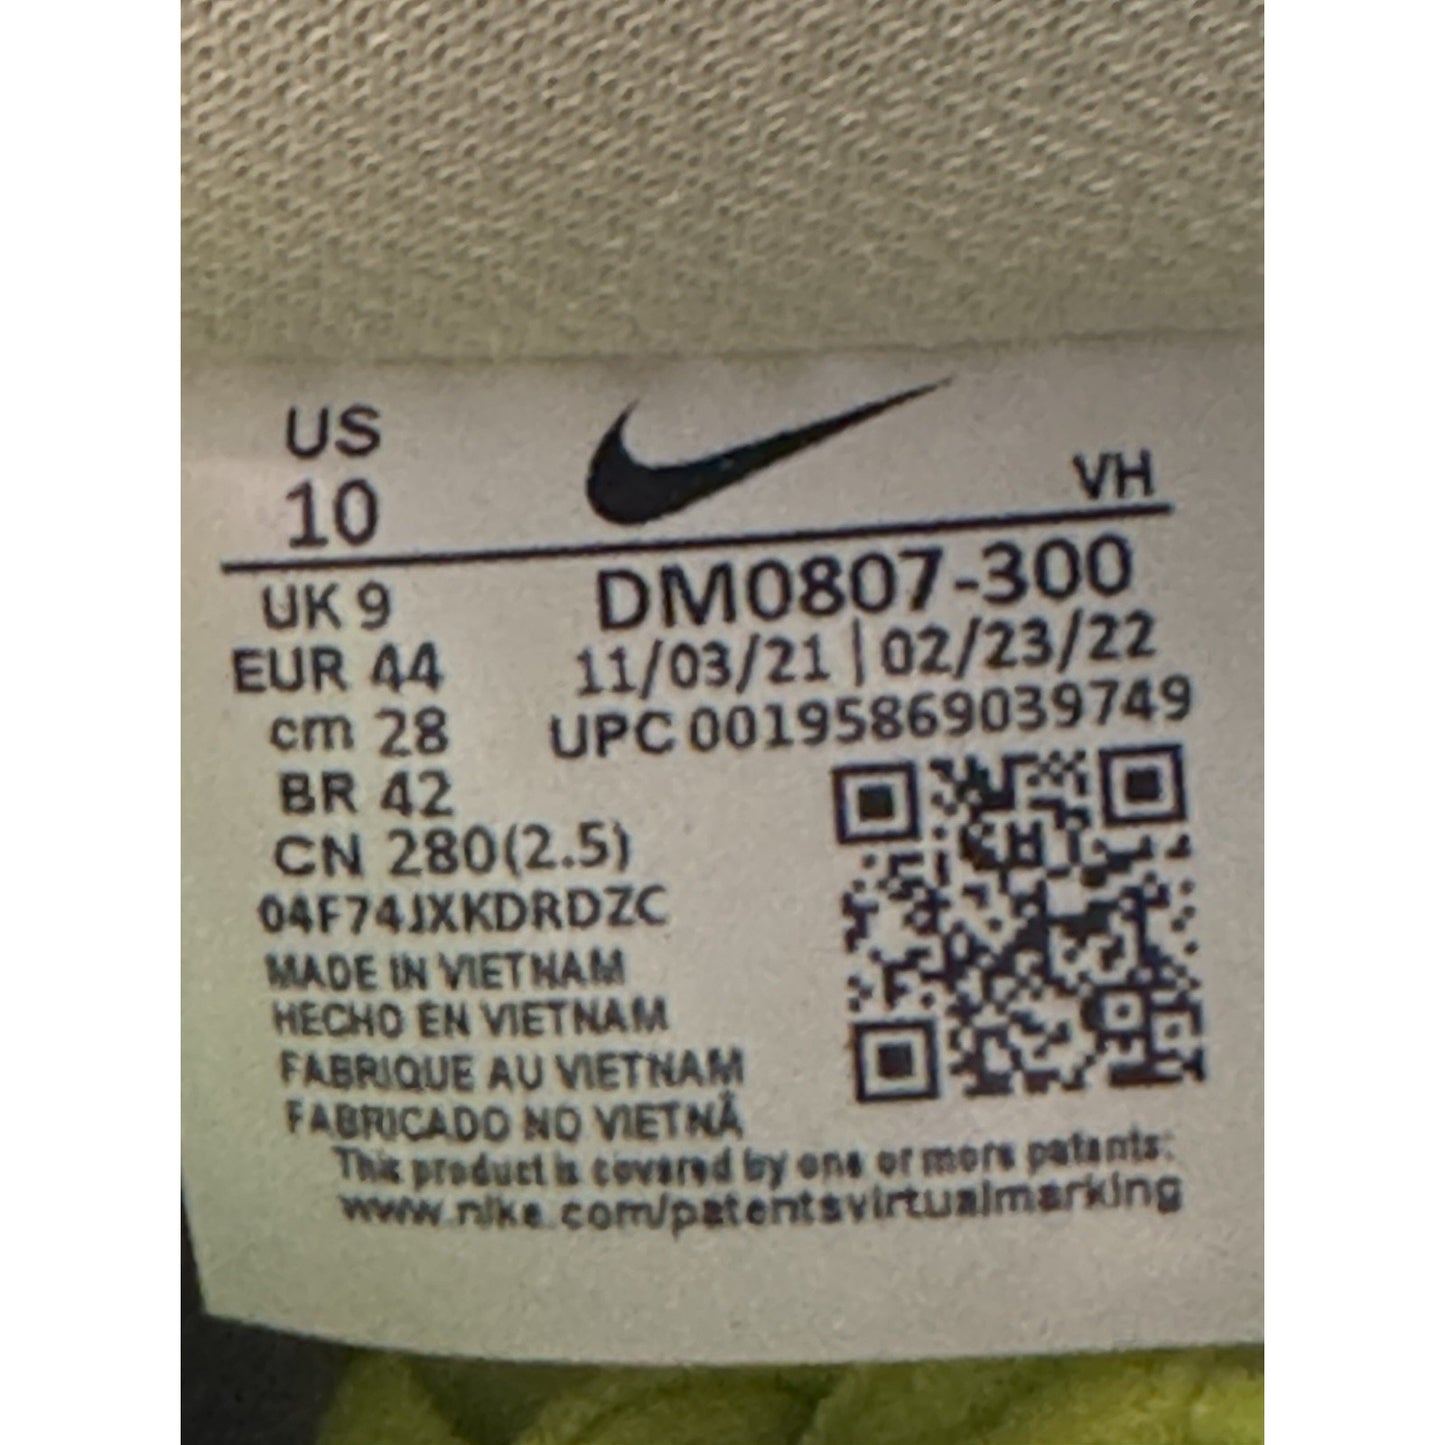 US
10
VH
UK 9
DM0807-300
EUR 44
11/03/21 | 02/23/22
cm 28
UPC 00195869039749
BR 42
CN 280(2.5)
04F74JXKDRDZC
MADE IN VIETNAM
HECHO EN VIETNAM
FABRIQUE AU VIETNAM
FABRICADO NO VIETNÃ
This product is covered by one or more patents:
www.nike.com/patentsvirtualmarking